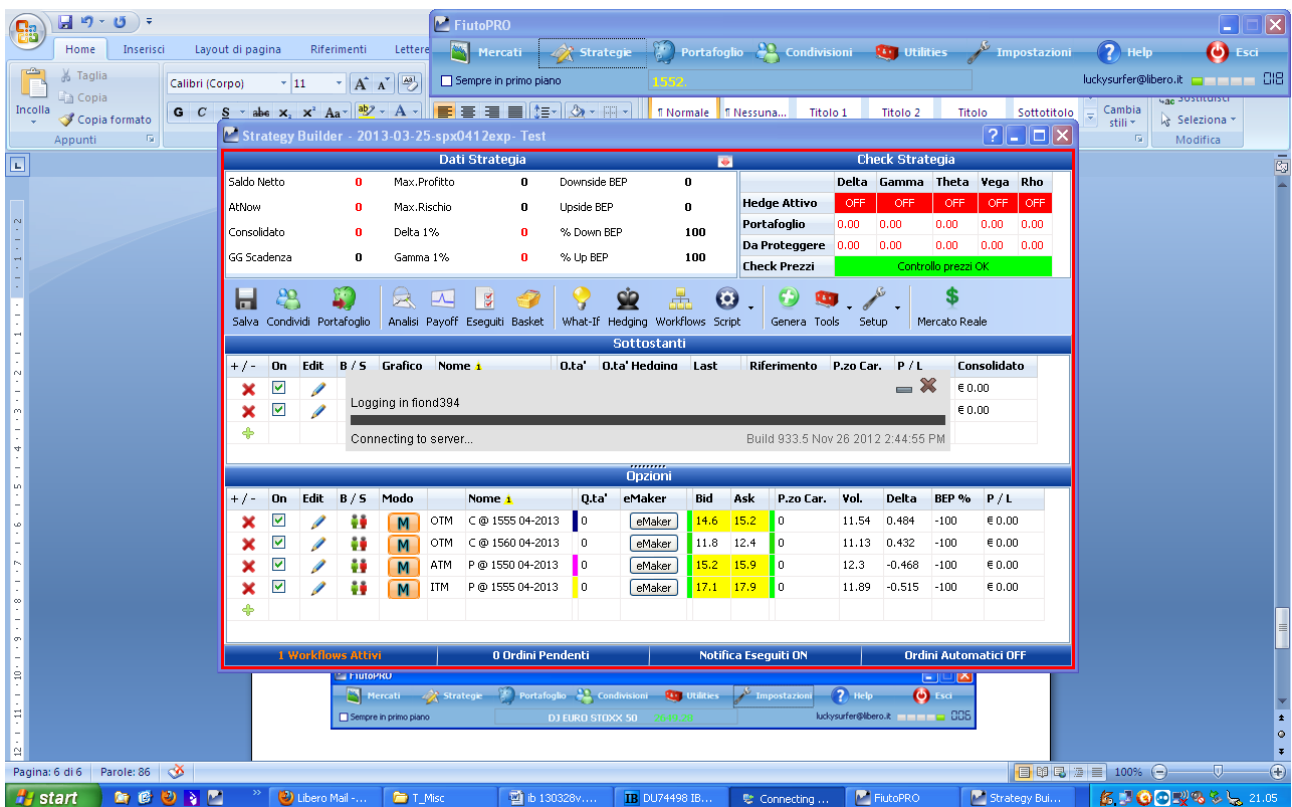 FiutoPRO
Home Inserisci Layout di pagina Riferimenti Lettere
Mercati Strategie Portafoglio Condivisioni Utilities Impostazioni Help Esci
Taglia
Copia
Copia formato
Incolla
Appunti
Calibri (Corpo) 11
Sempre in primo piano 1552. luckysurfer@libero.it 018
G C S abe x, x² Aa
¶ Normale ¶ Nessuna... Titolo 1 Titolo 2 Titolo Sottotitolo
Cambia stili
Sostituisci
Seleziona
Modifica
Strategy Builder - 2013-03-25-spx0412exp- Test
Dati Strategia Check Strategia
Saldo Netto 0 Max.Profitto 0 Downside BEP 0
AtNow 0 Max.Rischio 0 Upside BEP 0
Consolidato 0 Delta 1% 0 % Down BEP 100
GG Scadenza 0 Gamma 1% 0 % Up BEP 100
Delta Gamma Theta Vega Rho
Hedge Attivo OFF OFF OFF OFF OFF
Portafoglio 0.00 0.00 0.00 0.00 0.00
Da Proteggere 0.00 0.00 0.00 0.00 0.00
Check Prezzi Controllo prezzi OK
Salva Condividi Portafoglio Analisi Payoff Eseguiti Basket What-If Hedging Workflows Script Genera Tools Setup Mercato Reale
Sottostanti
+ / - On Edit B / S Grafico Nome Q.ta' Q.ta' Hedging Last Riferimento P.zo Car. P / L Consolidato
€ 0.00
€ 0.00
Logging in fiond394
Connecting to server... Build 933.5 Nov 26 2012 2:44:55 PM
Opzioni
+ / - On Edit B / S Modo Nome Q.ta' eMaker Bid Ask P.zo Car. Vol. Delta BEP % P / L
M OTM C @ 1555 04-2013 0 eMaker 14.6 15.2 0 11.54 0.484 -100 € 0.00
M OTM C @ 1560 04-2013 0 eMaker 11.8 12.4 0 11.13 0.432 -100 € 0.00
M ATM P @ 1550 04-2013 0 eMaker 15.2 15.9 0 12.3 -0.468 -100 € 0.00
M ITM P @ 1555 04-2013 0 eMaker 17.1 17.9 0 11.89 -0.515 -100 € 0.00
1 Workflows Attivi 0 Ordini Pendenti Notifica Eseguiti ON Ordini Automatici OFF
FiutoPRO
Mercati Strategie Portafoglio Condivisioni Utilities Impostazioni Help Esci
Sempre in primo piano DJ EURO STOXX 50 luckysurfer@libero.it 006
Pagina: 6 di 6 Parole: 86 100%
start Libero Mail -... T_Misc ib 130328v.... DU74498 IB... Connecting ... FiutoPRO Strategy Bui... 21.05